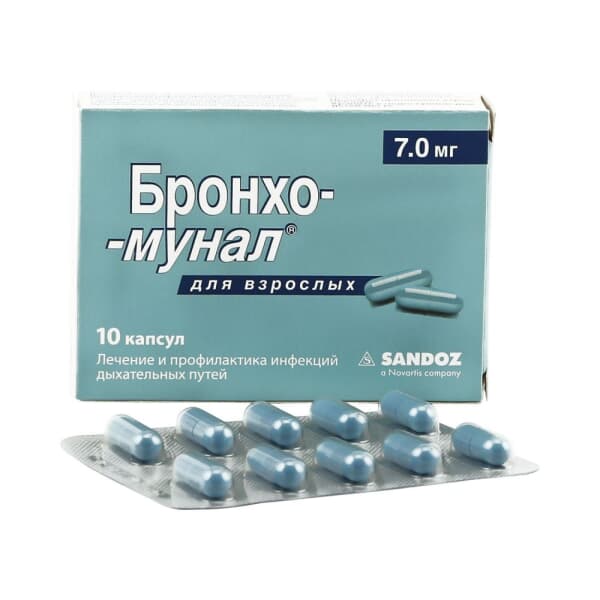 7.0 мг
Бронхо-
-мунал®
для взрослых
10 капсул
Лечение и профилактика инфекций
дыхательных путей
S SANDOZ
a Novartis company